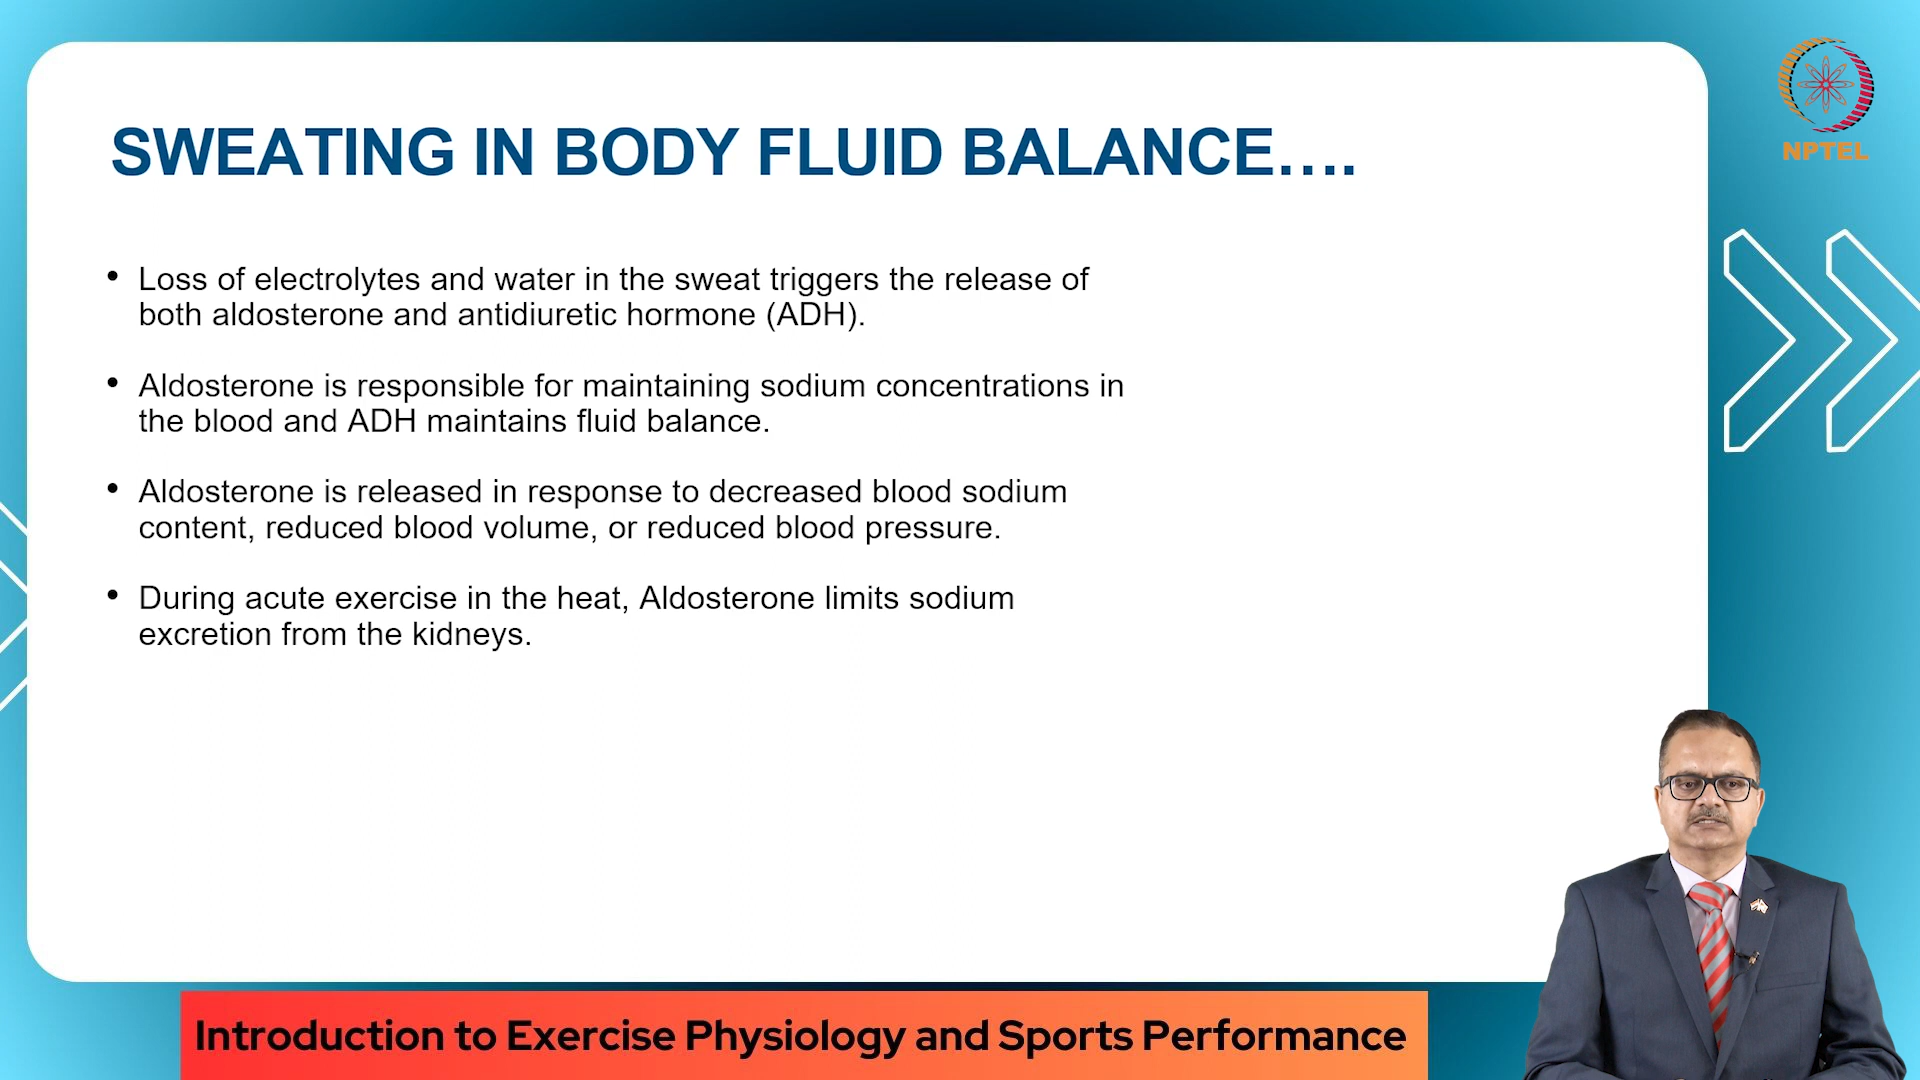 SWEATING IN BODY FLUID BALANCE....
• Loss of electrolytes and water in the sweat triggers the release of
both aldosterone and antidiuretic hormone (ADH).
• Aldosterone is responsible for maintaining sodium concentrations in
the blood and ADH maintains fluid balance.
• Aldosterone is released in response to decreased blood sodium
content, reduced blood volume, or reduced blood pressure.
• During acute exercise in the heat, Aldosterone limits sodium
excretion from the kidneys.
NPTEL
Introduction to Exercise Physiology and Sports Performance